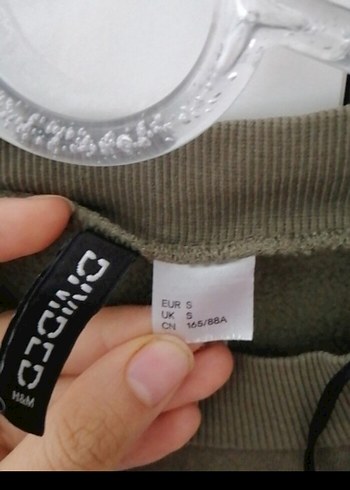 DIVIDED
H&M
EUR S
UK S
CN 165/88A